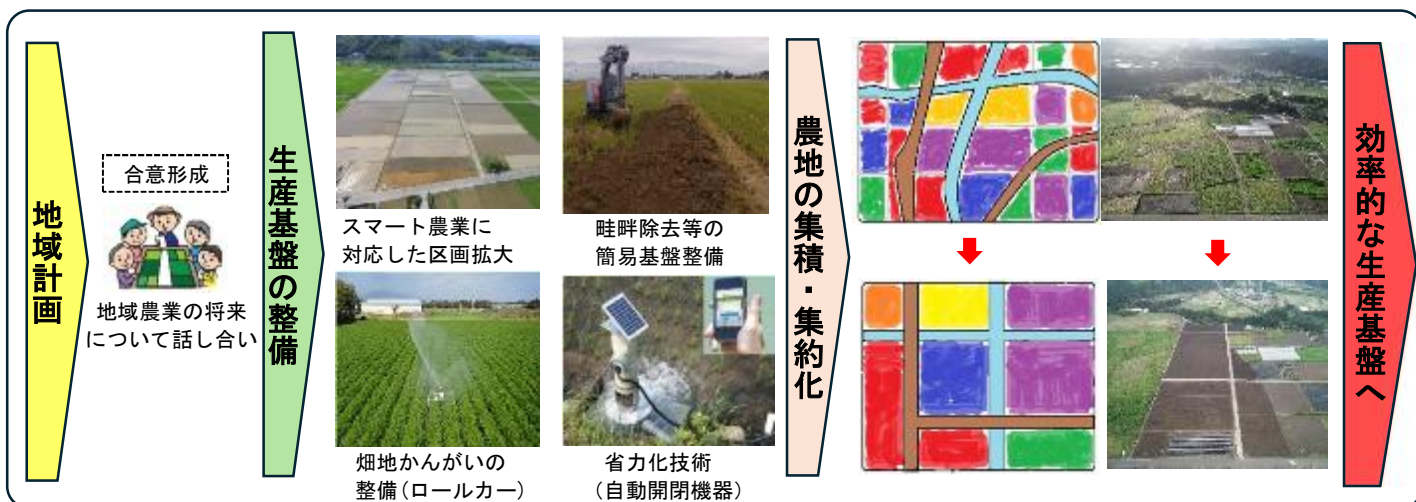 地域計画
合意形成
地域農業の将来
について話し合い
生産基盤の整備
スマート農業に
対応した区画拡大
畦畔除去等の
簡易基盤整備
畑地かんがいの
整備（ロールカー）
省力化技術
（自動開閉機器）
農地の集積・集約化
効率的な生産基盤へ